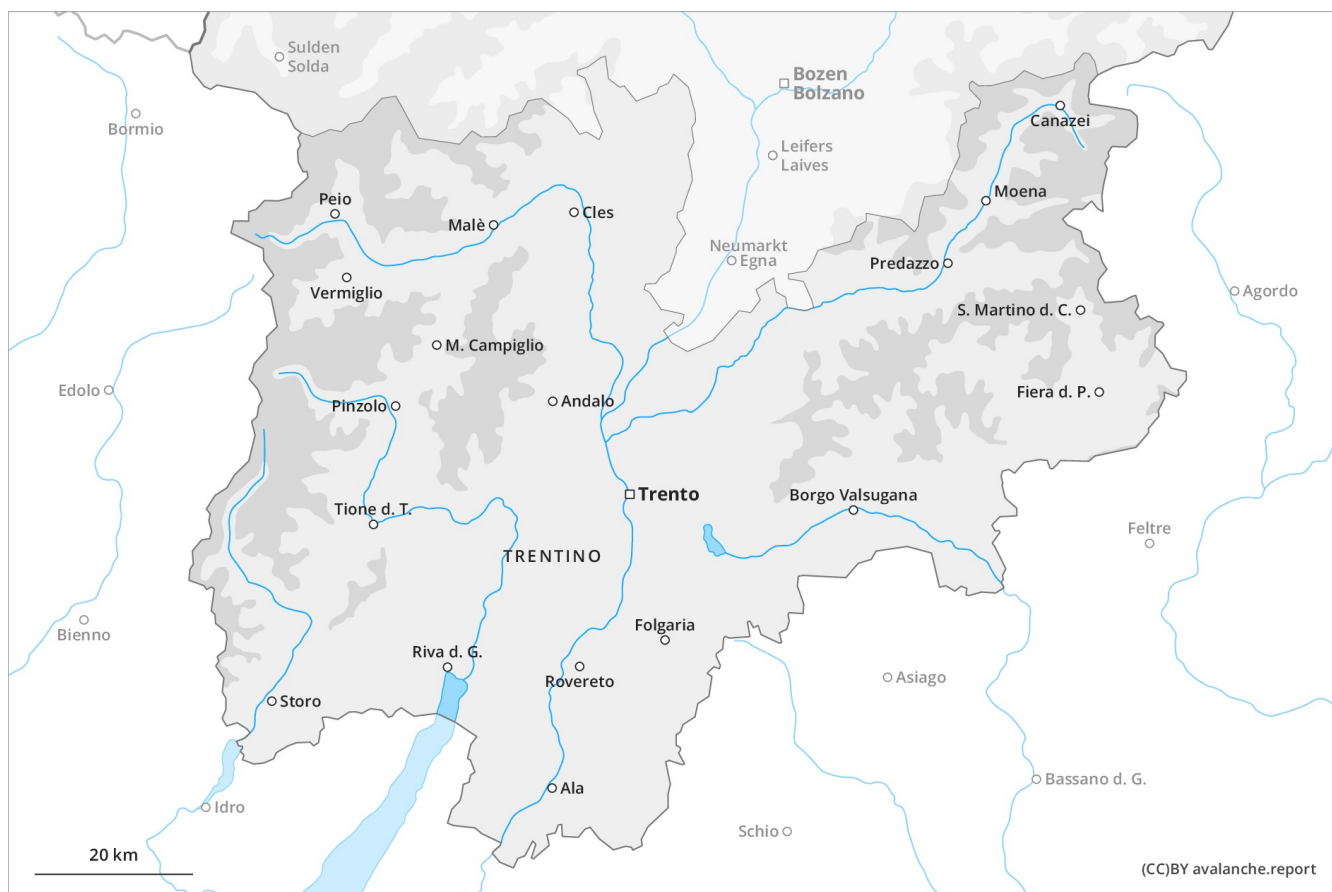 Sulden
Solda
Bozen
Bolzano
Bormio
Canazei
Leifers
Laives
Peio
Moena
Malè
Cles
Neumarkt
Egna
Predazzo
Vermiglio
Agordo
S. Martino d. C.
M. Campiglio
Edolo
Pinzolo
Andalo
Fiera d. P.
Trento
Borgo Valsugana
Tione d. T.
Feltre
TRENTINO
Bienno
Folgaria
Riva d. G.
Rovereto
Asiago
Storo
Bassano d. G.
Ala
Idro
Schio
20 km
(CC)BY avalanche.report